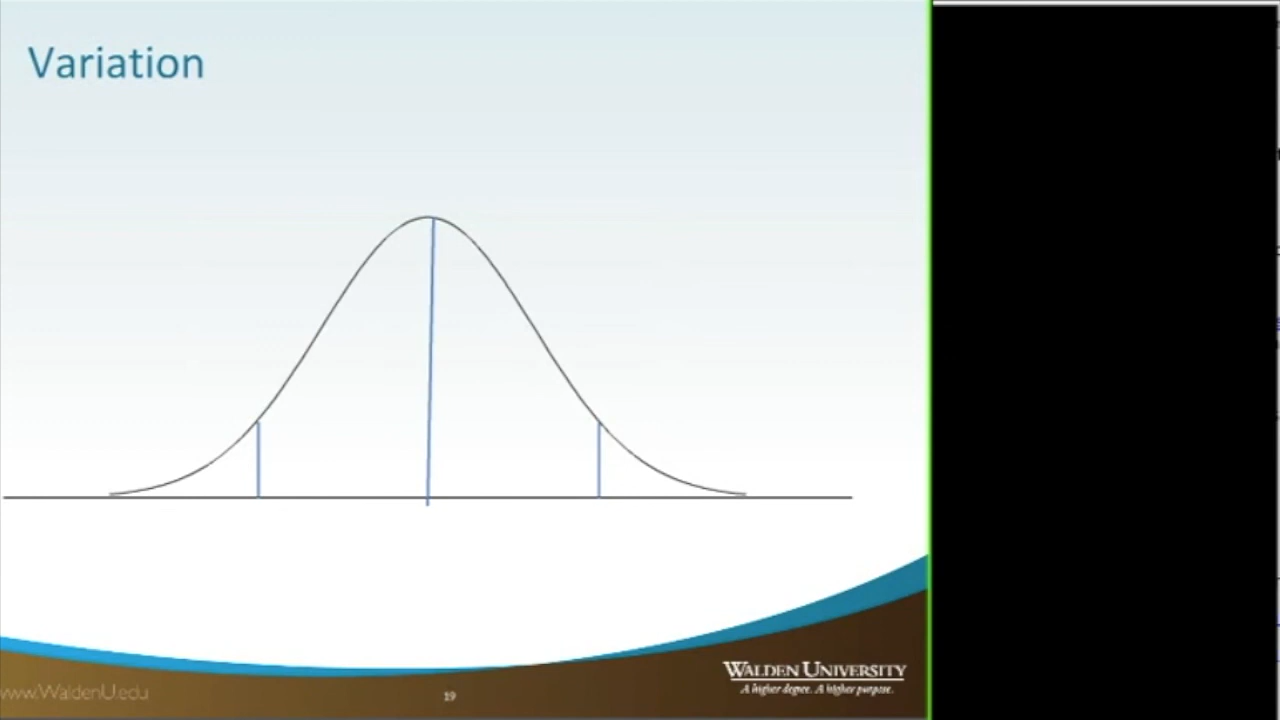 Variation
www.WaldenU.edu
19
WALDEN UNIVERSITY
A higher degree. A higher purpose.